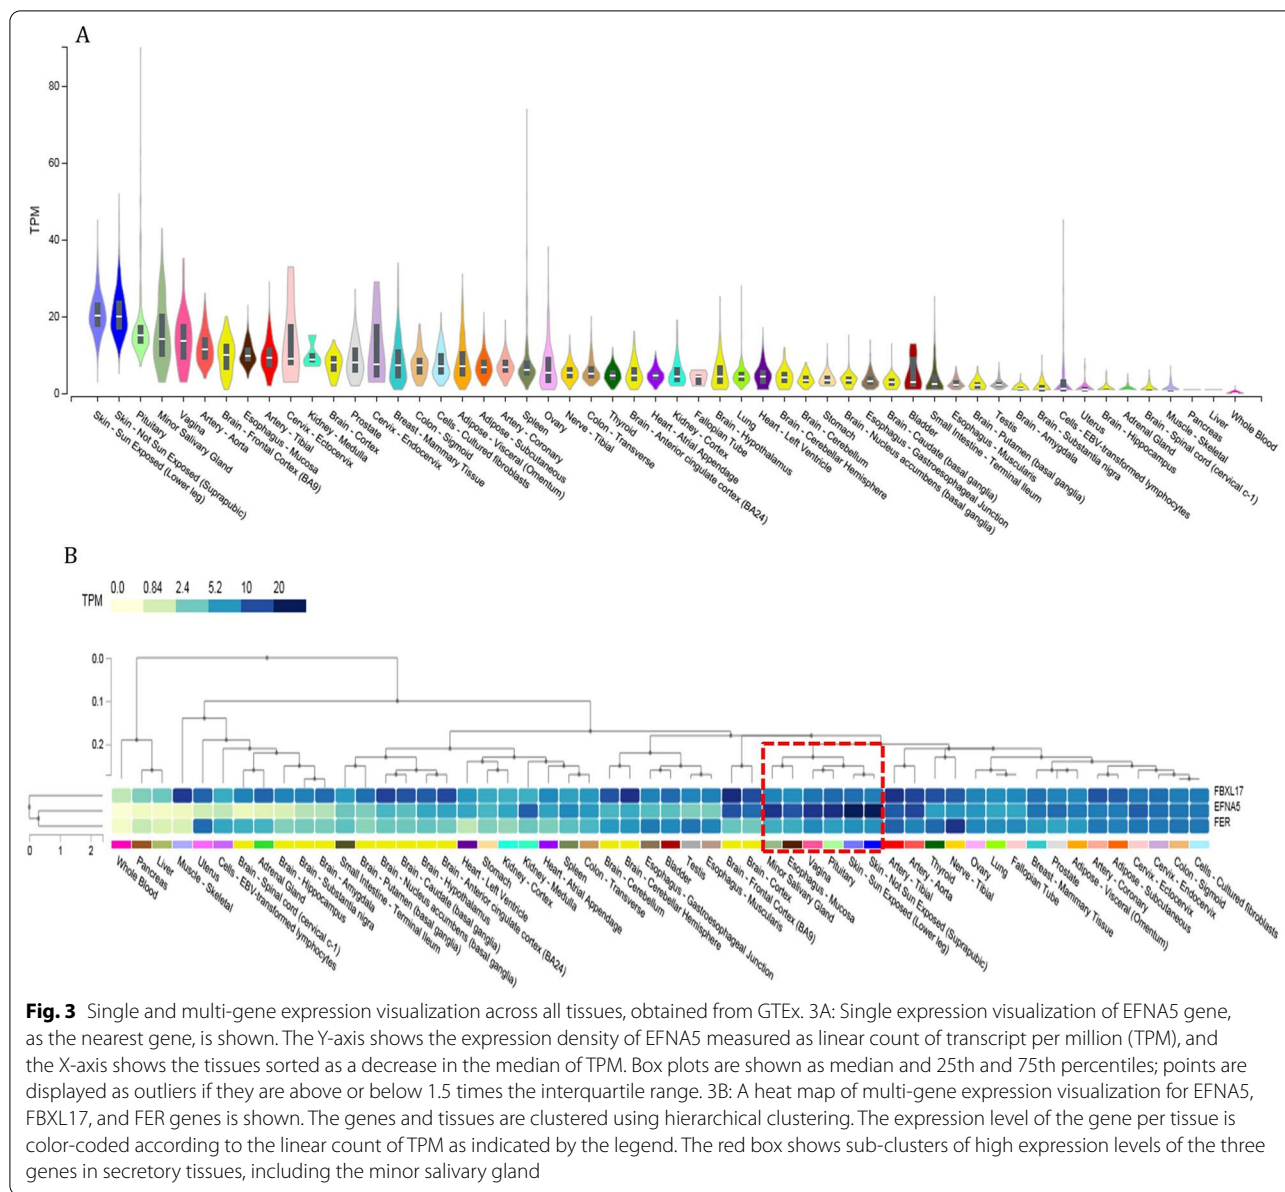 A
80
60
40
20
0
TPM
Skin - Sun Exposed (Lower leg)
Skin - Not Sun Exposed (Suprapubic)
Pituitary
Minor Salivary Gland
Vagina
Artery - Aorta
Brain - Frontal Cortex (BA9)
Esophagus - Mucosa
Artery - Tibial
Cervix - Ectocervix
Kidney - Medulla
Brain - Cortex
Prostate
Cervix - Endocervix
Breast - Mammary Tissue
Colon - Sigmoid
Cells - Cultured fibroblasts
Adipose - Visceral (Omentum)
Adipose - Subcutaneous
Artery - Coronary
Spleen
Ovary
Nerve - Tibial
Colon - Transverse
Thyroid
Brain - Anterior cingulate cortex (BA24)
Heart - Atrial Appendage
Kidney - Cortex
Fallopian Tube
Brain - Hypothalamus
Lung
Heart - Left Ventricle
Brain - Cerebellar Hemisphere
Brain - Cerebellum
Stomach
Brain - Nucleus accumbens (basal ganglia)
Esophagus - Gastroesophageal Junction
Brain - Caudate (basal ganglia)
Bladder
Small Intestine - Terminal Ileum
Esophagus - Muscularis
Brain - Putamen (basal ganglia)
Testis
Brain - Amygdala
Brain - Substantia nigra
Cells - EBV-transformed lymphocytes
Uterus
Brain - Hippocampus
Adrenal Gland
Brain - Spinal cord (cervical c-1)
Muscle - Skeletal
Pancreas
Liver
Whole Blood
B
0.0 0.84 2.4 5.2 10 20
TPM
0.0
0.1
0.2
FBXL17
EFNA5
FER
0 1 2
Whole Blood
Pancreas
Liver
Muscle - Skeletal
Uterus
Cells - EBV-transformed lymphocytes
Brain - Spinal cord (cervical c-1)
Adrenal Gland
Brain - Hippocampus
Brain - Substantia nigra
Brain - Amygdala
Small Intestine - Terminal Ileum
Brain - Putamen (basal ganglia)
Brain - Nucleus accumbens (basal ganglia)
Brain - Caudate (basal ganglia)
Brain - Hypothalamus
Brain - Anterior cingulate cortex (BA24)
Heart - Left Ventricle
Stomach
Kidney - Cortex
Kidney - Medulla
Heart - Atrial Appendage
Spleen
Colon - Transverse
Brain - Cerebellum
Brain - Cerebellar Hemisphere
Esophagus - Gastroesophageal Junction
Bladder
Testis
Esophagus - Muscularis
Brain - Frontal Cortex (BA9)
Brain - Cortex
Minor Salivary Gland
Esophagus - Mucosa
Vagina
Pituitary
Skin - Sun Exposed (Lower leg)
Skin - Not Sun Exposed (Suprapubic)
Artery - Tibial
Artery - Aorta
Thyroid
Nerve - Tibial
Ovary
Lung
Fallopian Tube
Breast - Mammary Tissue
Prostate
Adipose - Visceral (Omentum)
Artery - Coronary
Adipose - Subcutaneous
Cervix - Ectocervix
Cervix - Endocervix
Colon - Sigmoid
Cells - Cultured fibroblasts
Fig. 3 Single and multi-gene expression visualization across all tissues, obtained from GTEx. 3A: Single expression visualization of EFNA5 gene,
as the nearest gene, is shown. The Y-axis shows the expression density of EFNA5 measured as linear count of transcript per million (TPM), and
the X-axis shows the tissues sorted as a decrease in the median of TPM. Box plots are shown as median and 25th and 75th percentiles; points are
displayed as outliers if they are above or below 1.5 times the interquartile range. 3B: A heat map of multi-gene expression visualization for EFNA5,
FBXL17, and FER genes is shown. The genes and tissues are clustered using hierarchical clustering. The expression level of the gene per tissue is
color-coded according to the linear count of TPM as indicated by the legend. The red box shows sub-clusters of high expression levels of the three
genes in secretory tissues, including the minor salivary gland